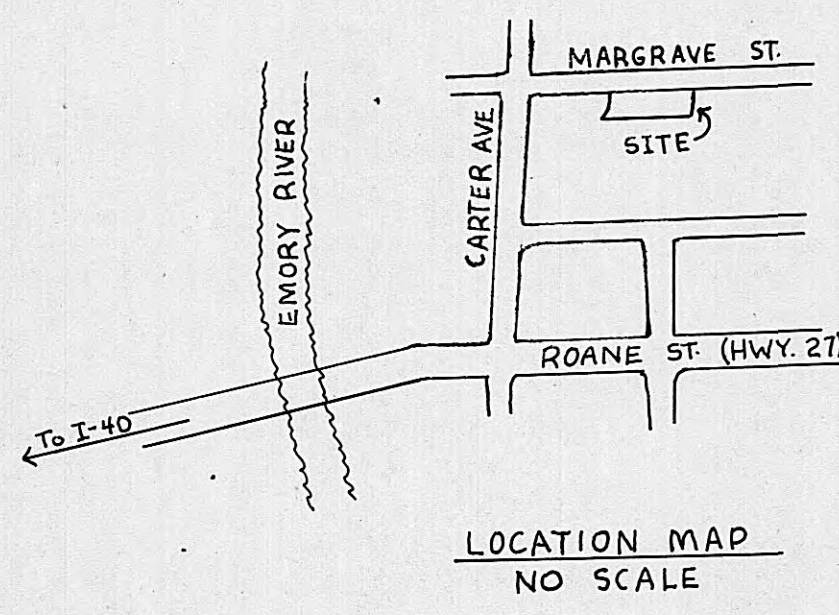 MARGRAVE ST.
SITE
CARTER AVE
EMORY RIVER
ROANE ST. (HWY. 27)
To I-40
LOCATION MAP
NO SCALE